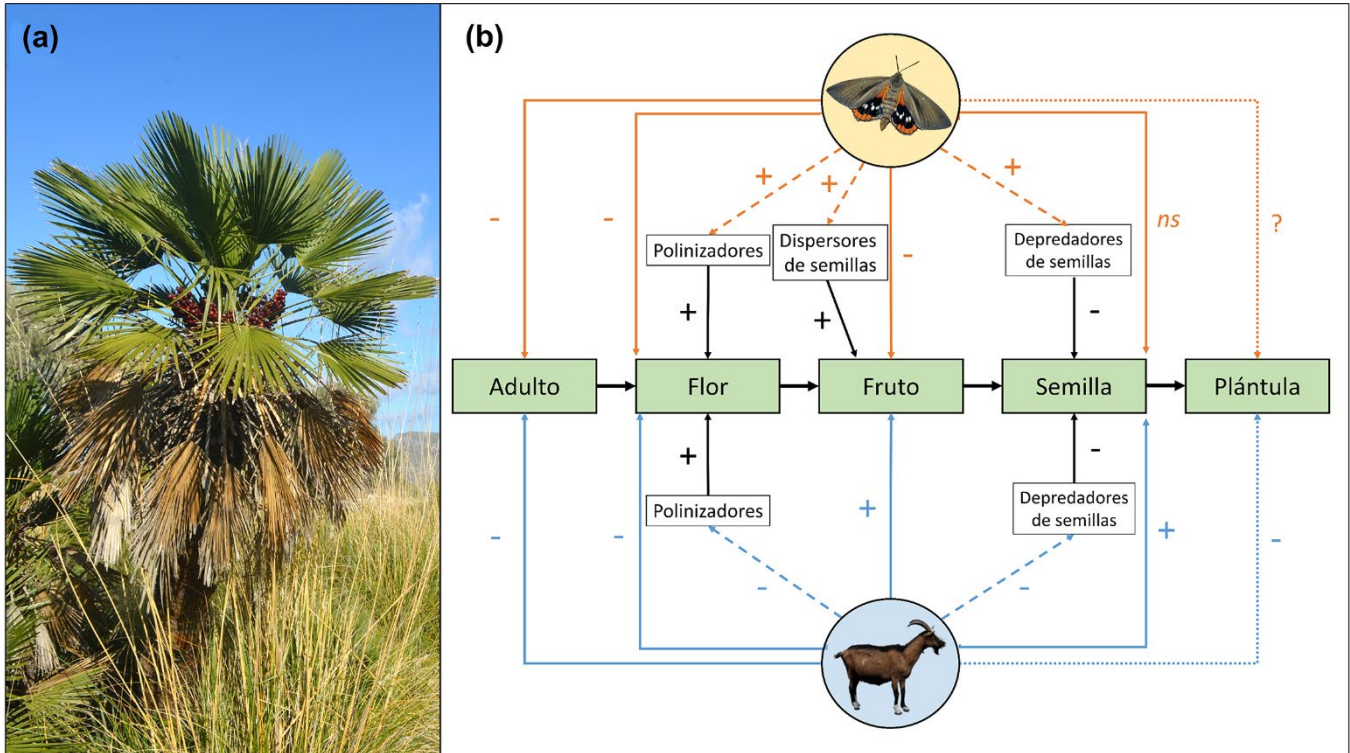 (a)
(b)
-
-
+
+
+
-
ns
?
Polinizadores
Dispersores
de semillas
Depredadores
de semillas
+
+
-
Adulto
Flor
Fruto
Semilla
Plántula
+
-
Polinizadores
Depredadores
de semillas
-
-
+
+
-
-
-